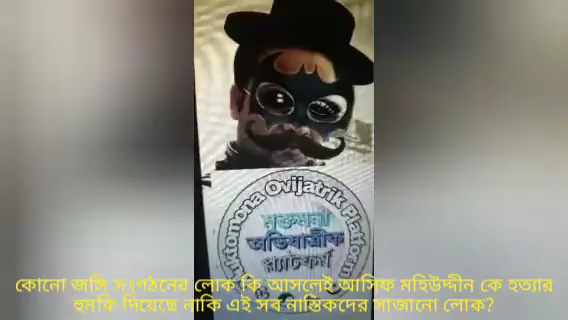 Muktomona Ovijatrik Platform
মুক্তমনা
অভিযাত্রীক
প্ল্যাটফর্ম
কোনো জঙ্গি সংগঠনের লোক কি আসলেই আসিফ মহিউদ্দীন কে হত্যার
হুমকি দিয়েছে নাকি এই সব নাস্তিকদের সাজানো লোক?